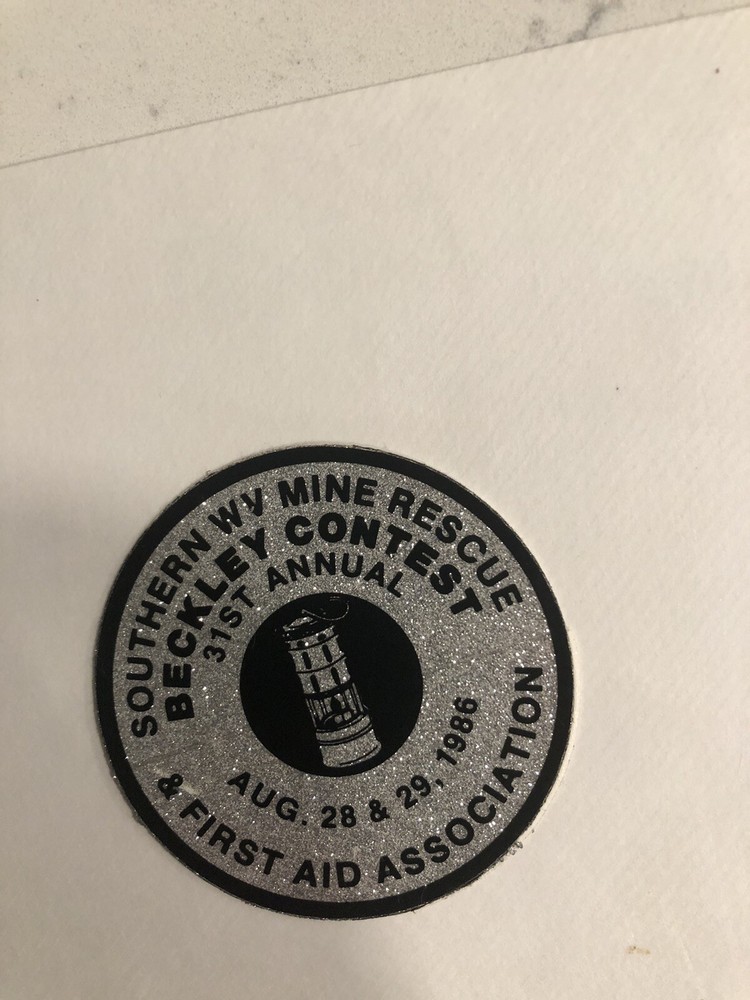 SOUTHERN WV MINE RESCUE
BECKLEY CONTEST
31ST ANNUAL
AUG. 28 & 29, 1986
& FIRST AID ASSOCIATION